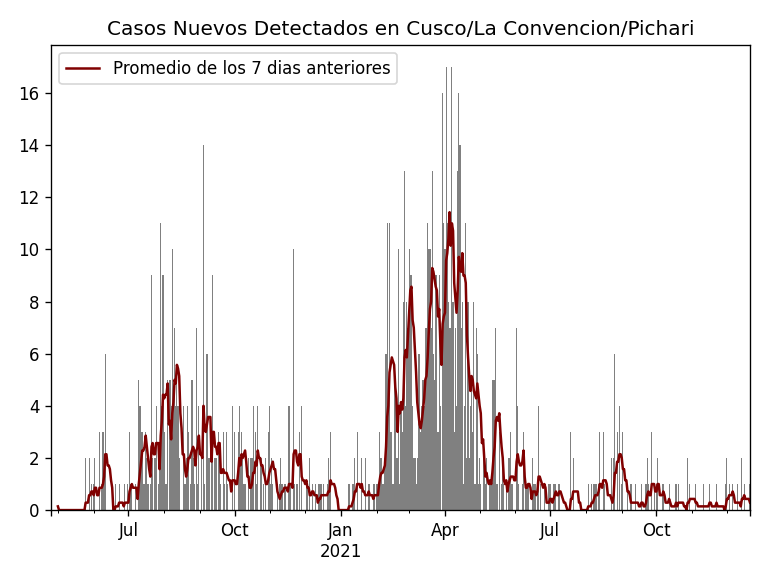 Casos Nuevos Detectados en Cusco/La Convencion/Pichari
Promedio de los 7 dias anteriores
16
14
12
10
8
6
4
2
0
Jul
Oct
Jan
Apr
Jul
Oct
2021